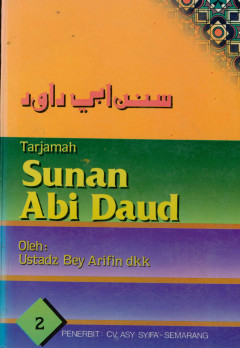 سنن ابي داود
Tarjamah
Sunan
Abi Daud
Oleh:
Ustadz Bey Arifin dkk
2
PENERBIT: CV. ASY SYIFA'-SEMARANG